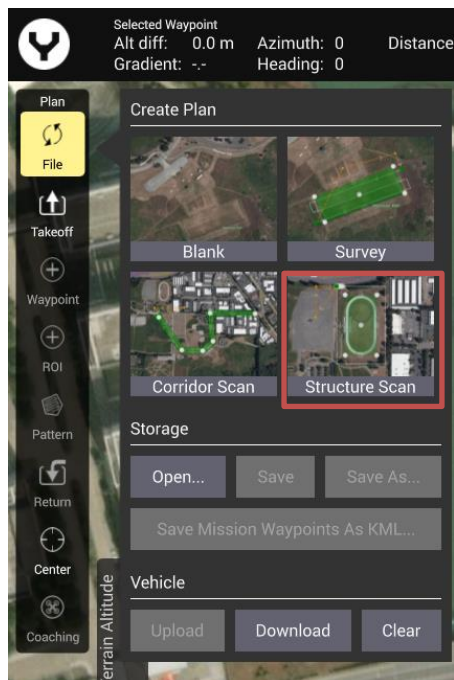 Selected Waypoint
Alt diff: 0.0 m Azimuth: 0 Distance
Gradient: -.- Heading: 0
Plan
File
Takeoff
Waypoint
ROI
Pattern
Return
Center
Coaching
Create Plan
Blank
Survey
Corridor Scan
Structure Scan
Storage
Open...
Save
Save As...
Save Mission Waypoints As KML...
Vehicle
Upload
Download
Clear
errain Altitude